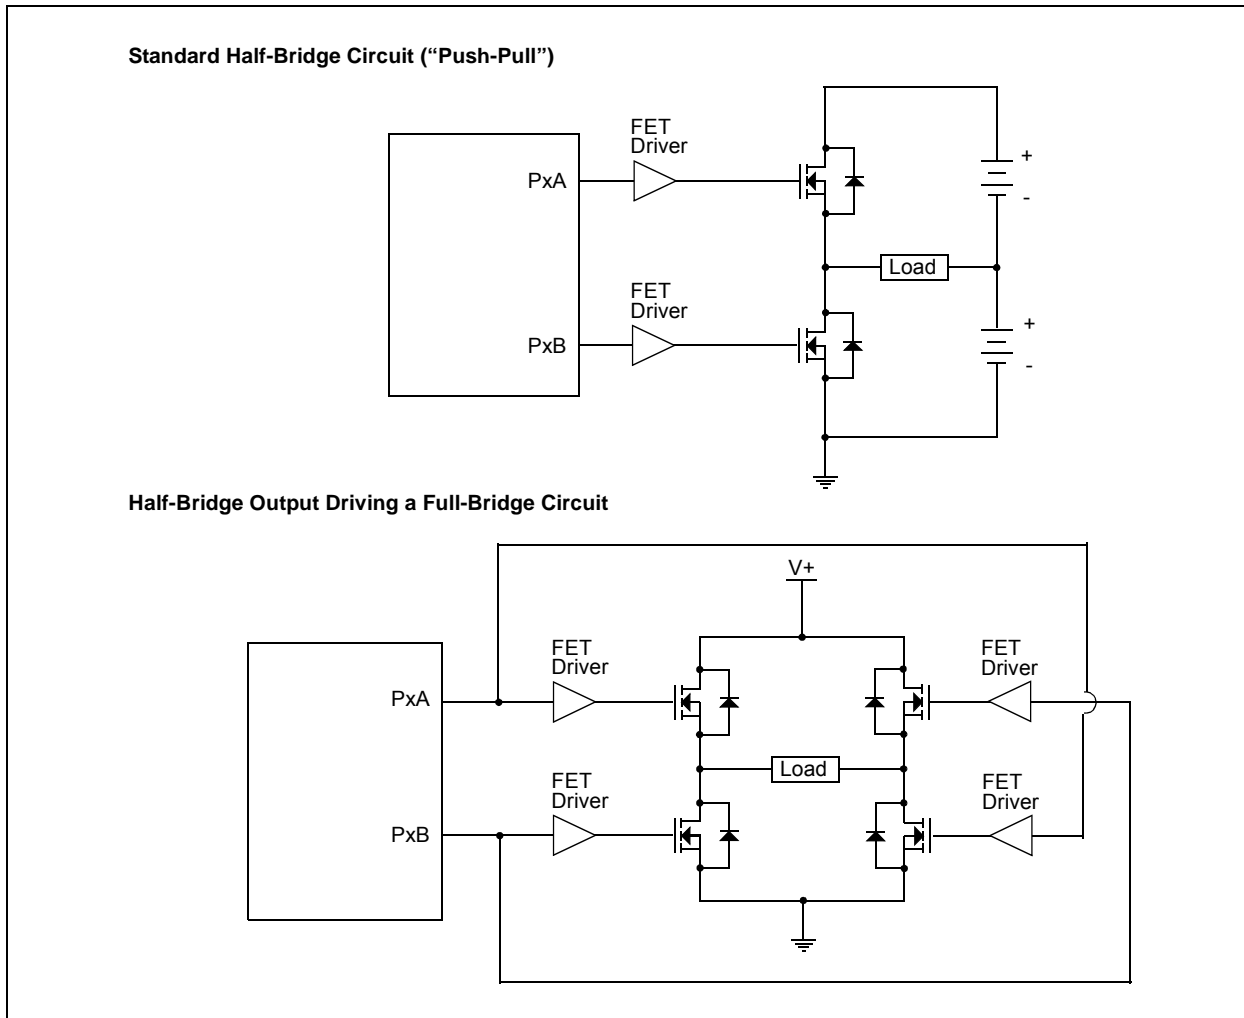 Standard Half-Bridge Circuit (“Push-Pull”)
FET
Driver
PxA
+
-
Load
FET
Driver
PxB
+
-
Half-Bridge Output Driving a Full-Bridge Circuit
V+
FET
Driver
FET
Driver
PxA
Load
FET
Driver
FET
Driver
PxB